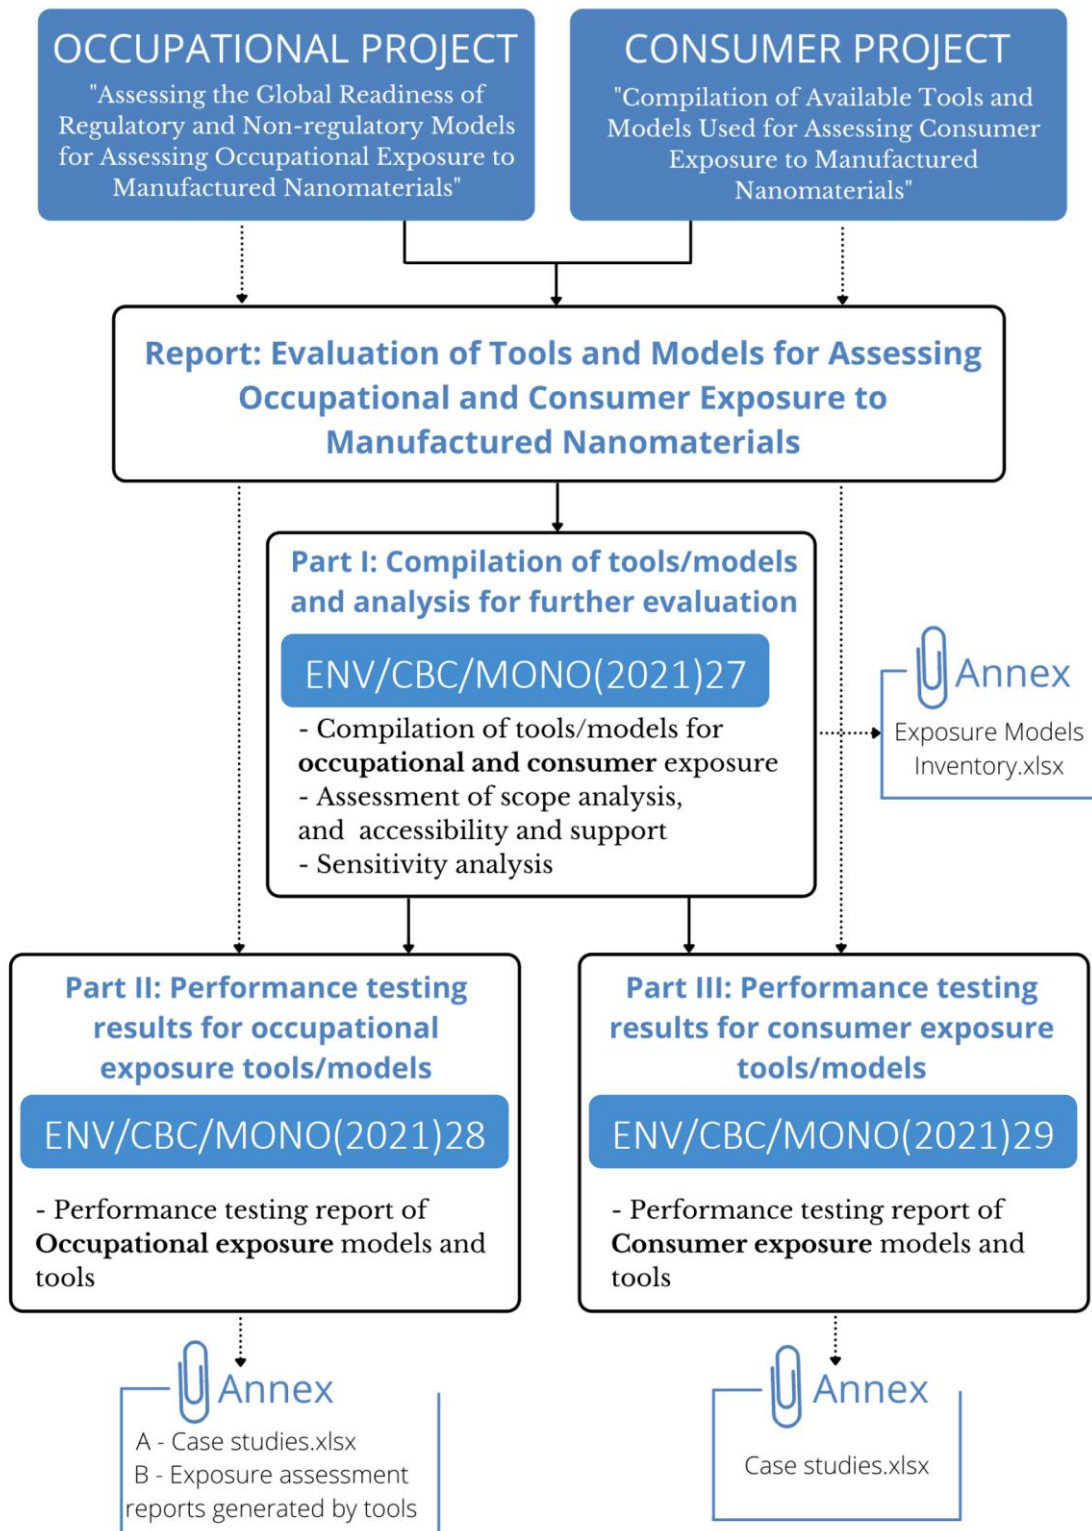 OCCUPATIONAL PROJECT
"Assessing the Global Readiness of
Regulatory and Non-regulatory Models
for Assessing Occupational Exposure to
Manufactured Nanomaterials"
CONSUMER PROJECT
"Compilation of Available Tools and
Models Used for Assessing Consumer
Exposure to Manufactured
Nanomaterials"
Report: Evaluation of Tools and Models for Assessing
Occupational and Consumer Exposure to
Manufactured Nanomaterials
Part I: Compilation of tools/models
and analysis for further evaluation
ENV/CBC/MONO(2021)27
- Compilation of tools/models for
occupational and consumer exposure
- Assessment of scope analysis,
and accessibility and support
- Sensitivity analysis
Annex
Exposure Models
Inventory.xlsx
Part II: Performance testing
results for occupational
exposure tools/models
ENV/CBC/MONO(2021)28
- Performance testing report of
Occupational exposure models and
tools
Part III: Performance testing
results for consumer exposure
tools/models
ENV/CBC/MONO(2021)29
- Performance testing report of
Consumer exposure models and
tools
Annex
A - Case studies.xlsx
B - Exposure assessment
reports generated by tools
Annex
Case studies.xlsx